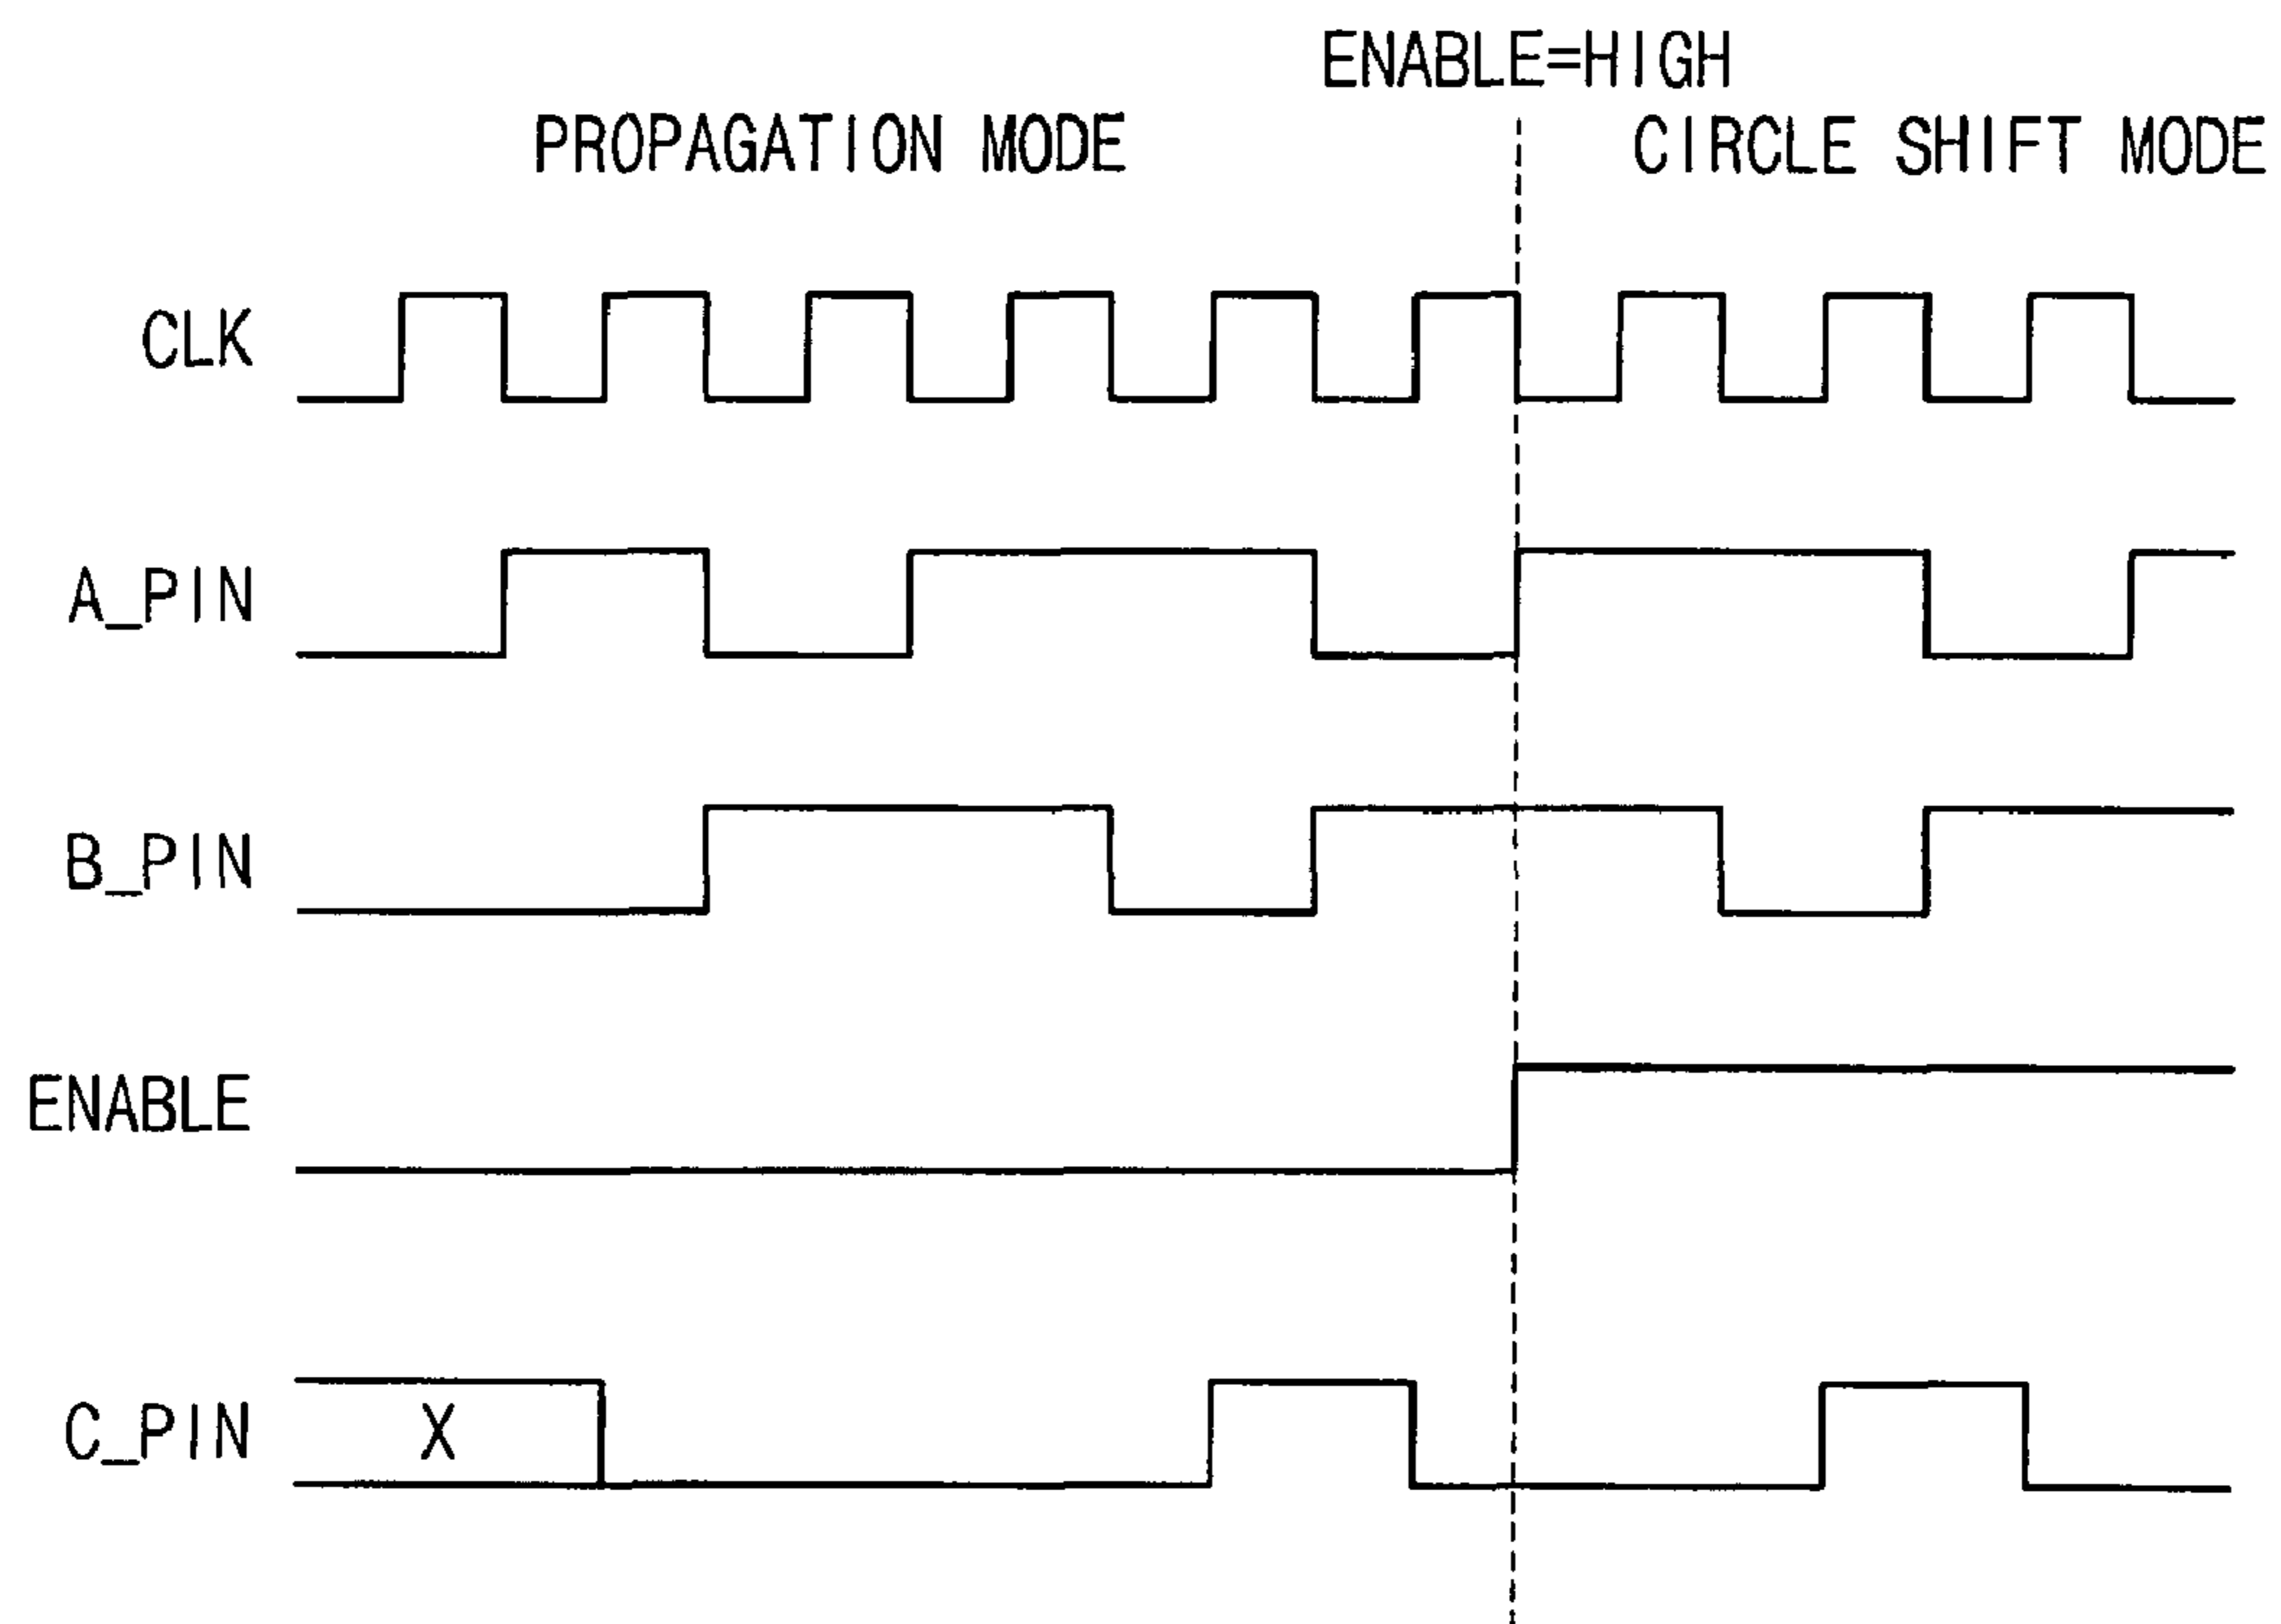 ENABLE=HIGH
PROPAGATION MODE
CIRCLE SHIFT MODE
CLK
A_PIN
B_PIN
ENABLE
C_PIN
X